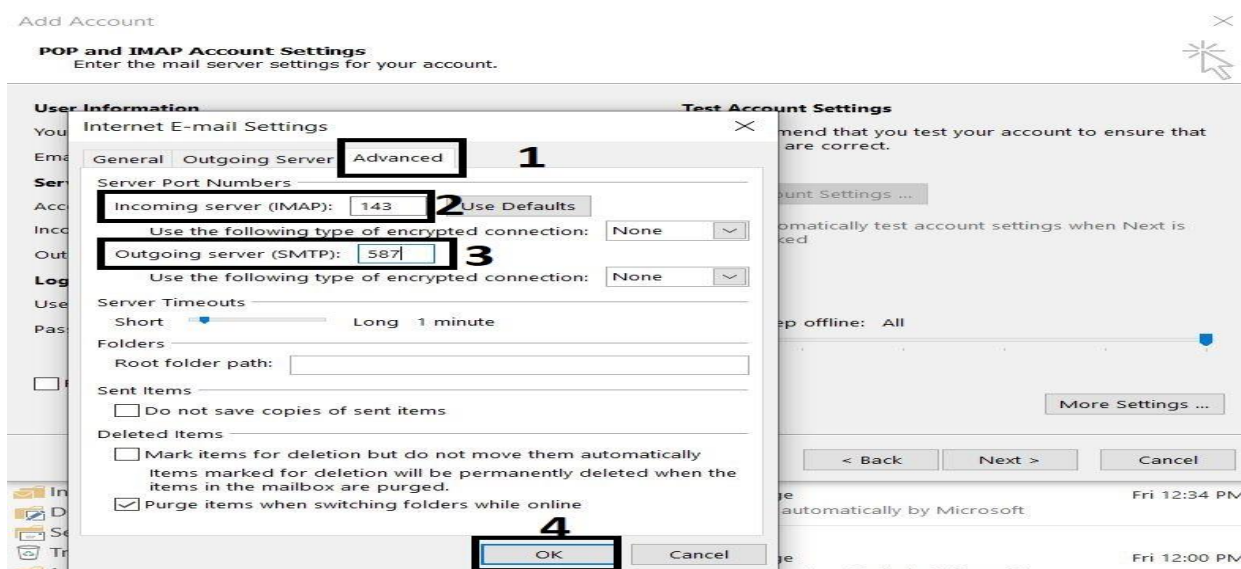 Add Account
POP and IMAP Account Settings
Enter the mail server settings for your account.
User Information
Test Account Settings
Internet E-mail Settings
mend that you test your account to ensure that
are correct.
General Outgoing Server Advanced 1
Server Port Numbers
Incoming server (IMAP): 143 2 Use Defaults
unt Settings ...
Use the following type of encrypted connection: None
omatically test account settings when Next is
Outgoing server (SMTP): 587 3
Use the following type of encrypted connection: None
Server Timeouts
Short Long 1 minute
ep offline: All
Folders
Root folder path:
Sent Items
Do not save copies of sent items
More Settings ...
Deleted Items
Mark items for deletion but do not move them automatically
Items marked for deletion will be permanently deleted when the
items in the mailbox are purged.
Purge items when switching folders while online
< Back Next > Cancel
Fri 12:34 PM
automatically by Microsoft
4
OK Cancel
Fri 12:00 PM